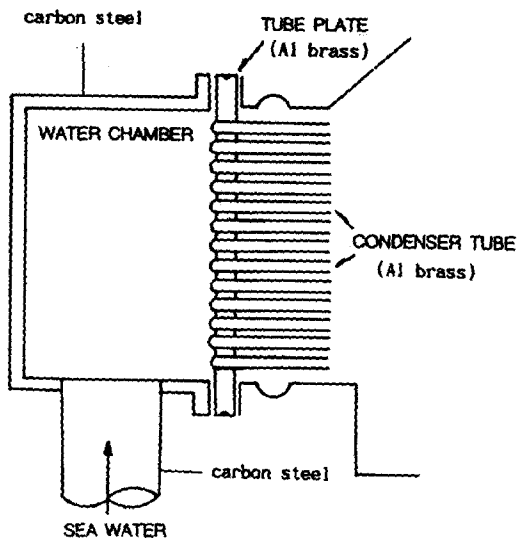 carbon steel
TUBE PLATE
(Al brass)
WATER CHAMBER
CONDENSER TUBE
(Al brass)
carbon steel
SEA WATER